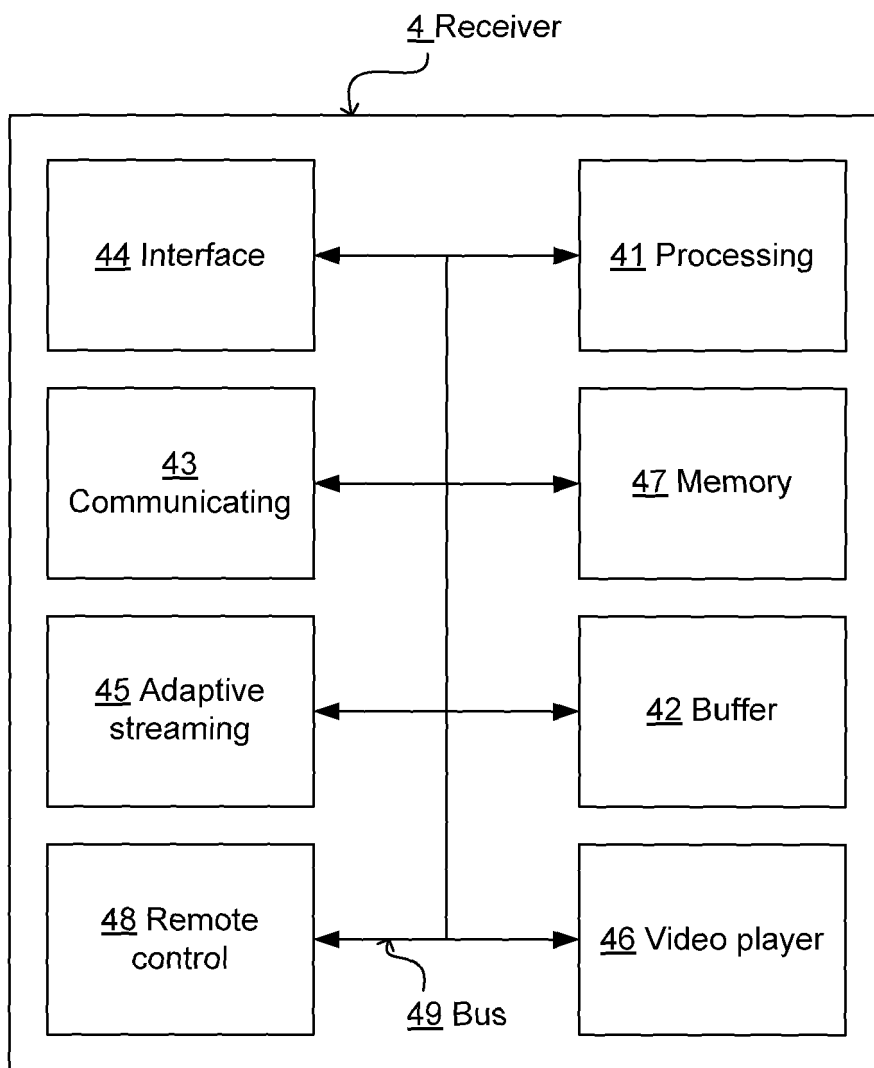 4 Receiver
44 Interface
41 Processing
43
Communicating
47 Memory
45 Adaptive
streaming
42 Buffer
48 Remote
control
46 Video player
49 Bus